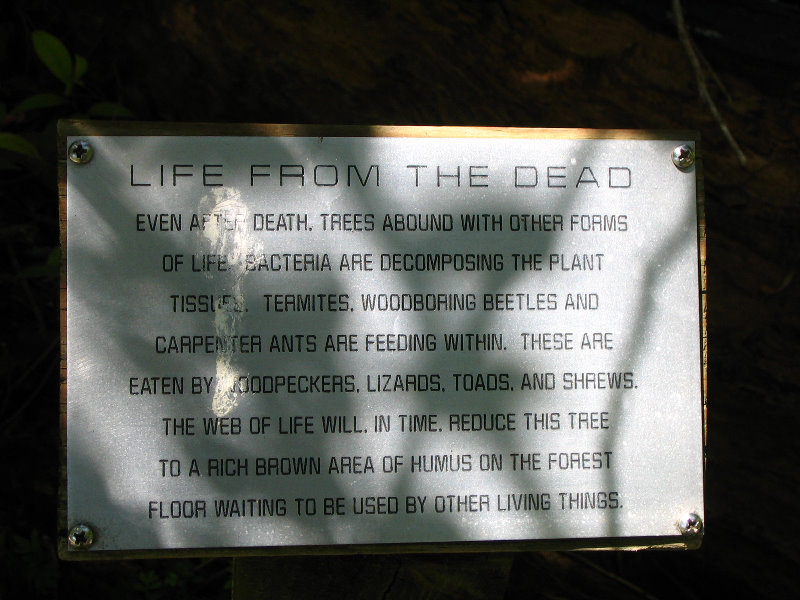 LIFE FROM THE DEAD
EVEN AFTER DEATH, TREES ABOUND WITH OTHER FORMS
OF LIFE. BACTERIA ARE DECOMPOSING THE PLANT
TISSUES. TERMITES, WOODBORING BEETLES AND
CARPENTER ANTS ARE FEEDING WITHIN. THESE ARE
EATEN BY WOODPECKERS, LIZARDS, TOADS, AND SHREWS.
THE WEB OF LIFE WILL, IN TIME, REDUCE THIS TREE
TO A RICH BROWN AREA OF HUMUS ON THE FOREST
FLOOR WAITING TO BE USED BY OTHER LIVING THINGS.